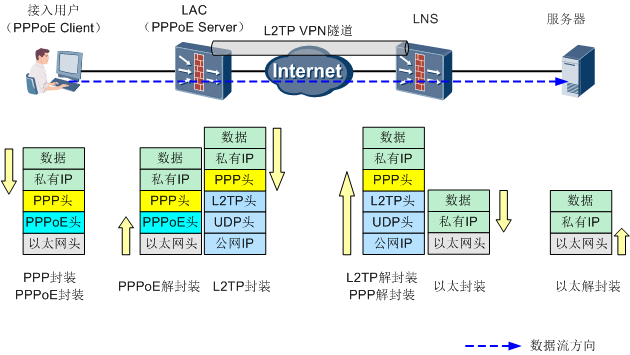 接入用户
（PPPoE Client）
LAC
（PPPoE Server）
L2TP VPN隧道
LNS
服务器
Internet
数据
私有IP
PPP头
PPPoE头
以太网头
PPP封装
PPPoE封装
数据
私有IP
PPP头
PPPoE头
以太网头
PPPoE解封装
数据
私有IP
PPP头
L2TP头
UDP头
公网IP
L2TP封装
数据
私有IP
PPP头
L2TP头
UDP头
公网IP
L2TP解封装
PPP解封装
数据
私有IP
以太网头
以太封装
数据
私有IP
以太网头
以太解封装
数据流方向